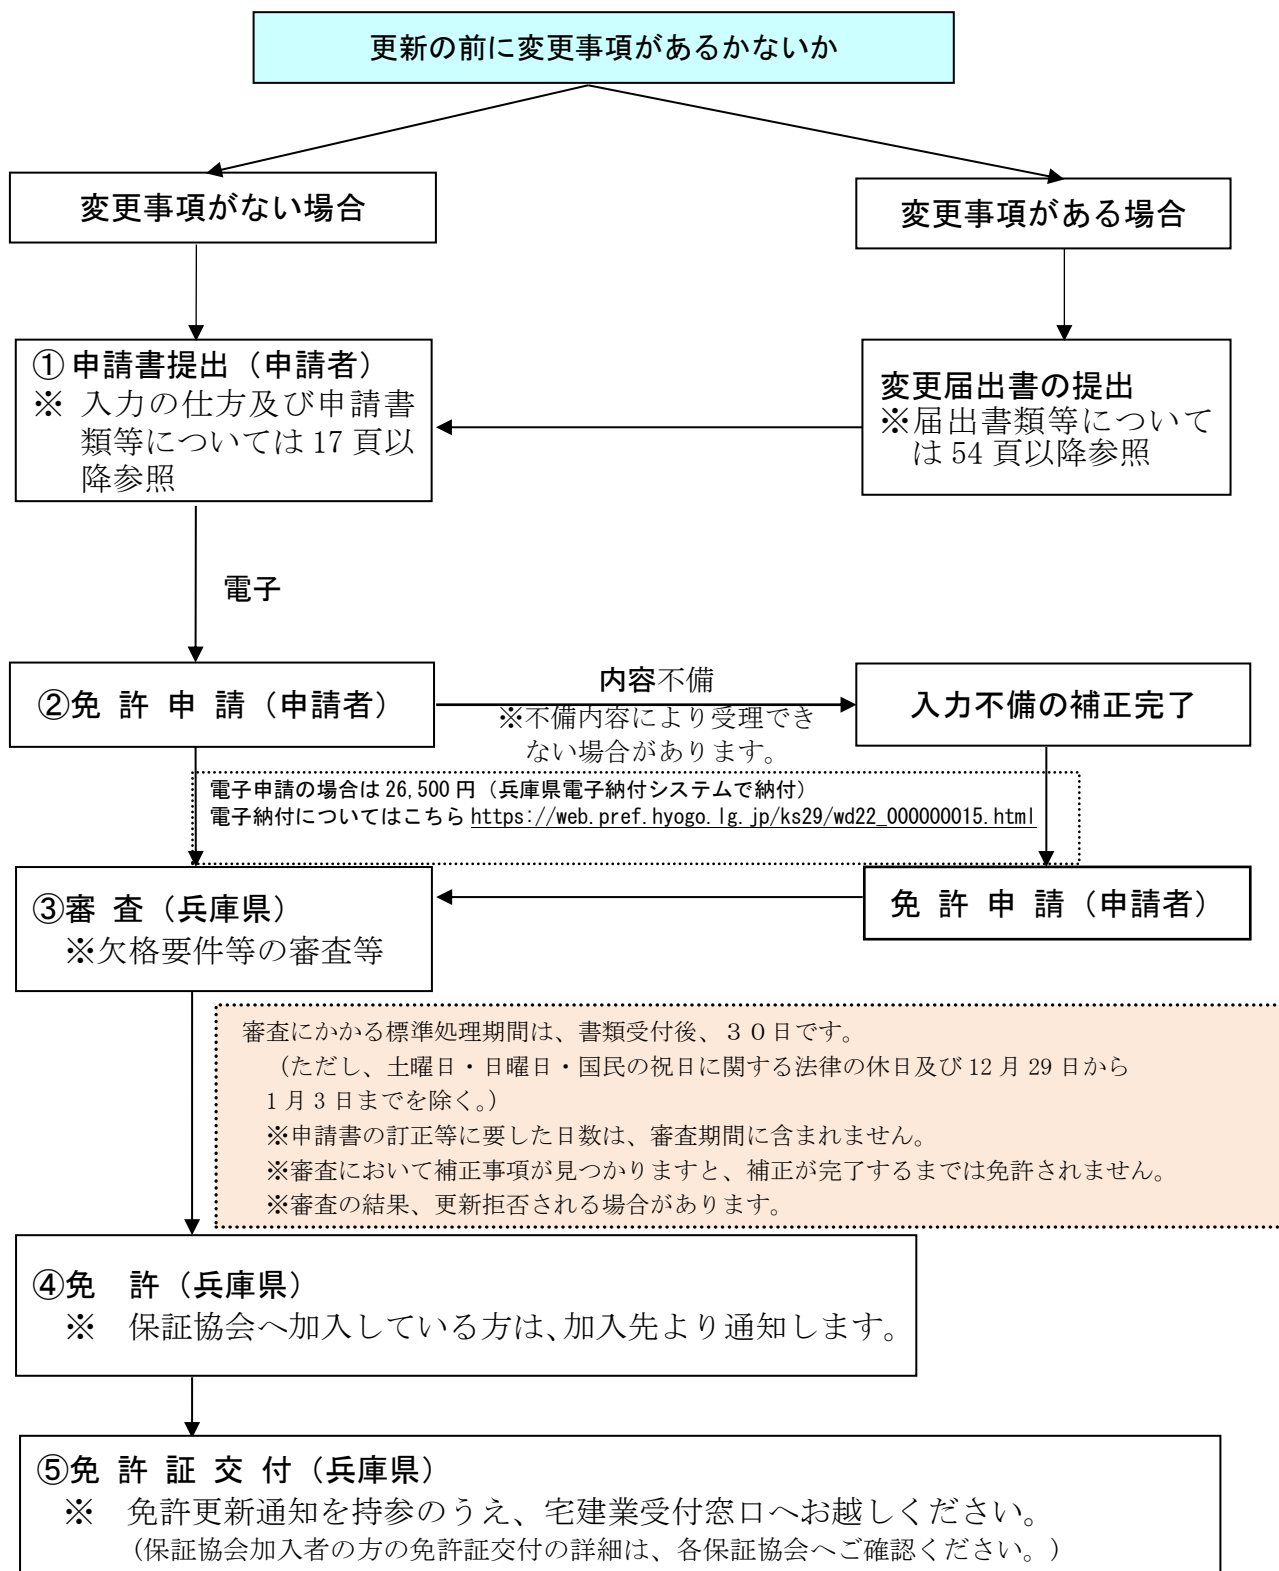 更新の前に変更事項があるかないか
変更事項がない場合
変更事項がある場合
①申請書提出（申請者）
※ 入力の仕方及び申請書
類等については 17 頁以
降参照
変更届出書の提出
※届出書類等について
は 54 頁以降参照
電子
②免 許 申 請（申請者）
内容不備
※不備内容により受理でき
ない場合があります。
入力不備の補正完了
電子申請の場合は 26,500 円（兵庫県電子納付システムで納付）
電子納付についてはこちら https://web.pref.hyogo.lg.jp/ks29/wd22_000000015.html
③審 査（兵庫県）
※欠格要件等の審査等
免 許 申 請（申請者）
審査にかかる標準処理期間は、書類受付後、３０日です。
（ただし、土曜日・日曜日・国民の祝日に関する法律の休日及び 12 月 29 日から
1 月 3 日までを除く。）
※申請書の訂正等に要した日数は、審査期間に含まれません。
※審査において補正事項が見つかりますと、補正が完了するまでは免許されません。
※審査の結果、更新拒否される場合があります。
④免　許（兵庫県）
※　保証協会へ加入している方は、加入先より通知します。
⑤免 許 証 交 付（兵庫県）
※　免許更新通知を持参のうえ、宅建業受付窓口へお越しください。
（保証協会加入者の方の免許証交付の詳細は、各保証協会へご確認ください。）